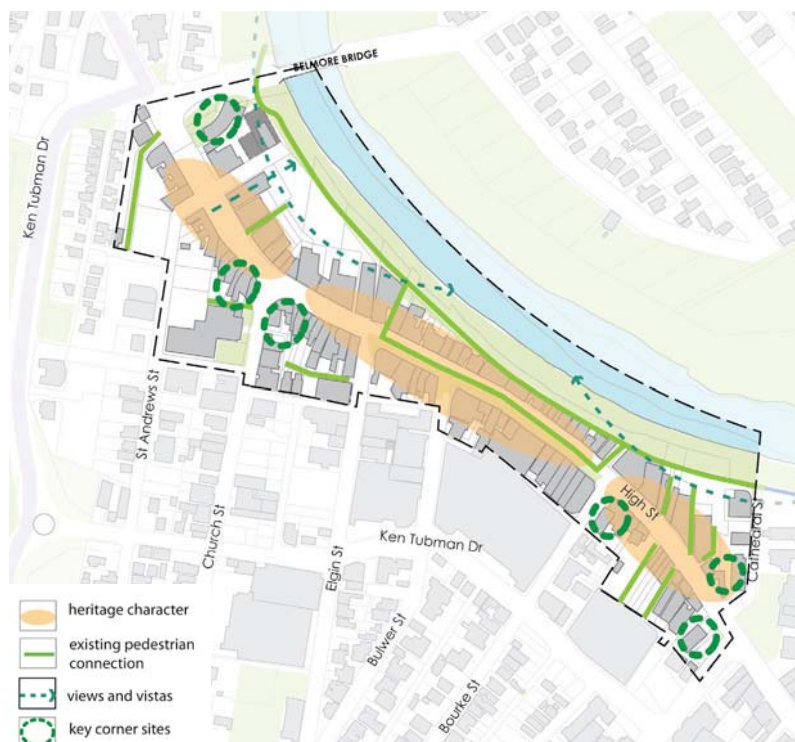 BELMORE BRIDGE
Ken Tubman Dr
St Andrews St
Church St
Elgin St
Ken Tubman Dr
Bulwer St
Bourke St
High St
Cathedral St
heritage character
existing pedestrian
connection
views and vistas
key corner sites